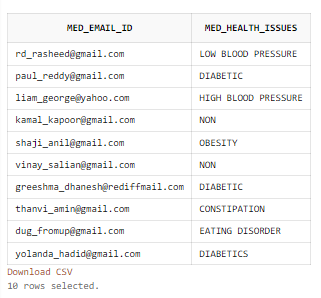 MED_EMAIL_ID MED_HEALTH_ISSUES
rd_rasheed@gmail.com LOW BLOOD PRESSURE
paul_reddy@gmail.com DIABETIC
liam_george@yahoo.com HIGH BLOOD PRESSURE
kamal_kapoor@gmail.com NON
shaji_anil@gmail.com OBESITY
vinay_salian@gmail.com NON
greeshma_dhanesh@rediffmail.com DIABETIC
thanvi_amin@gmail.com CONSTIPATION
dug_fromup@gmail.com EATING DISORDER
yolanda_hadid@gmail.com DIABETICS
Download CSV
10 rows selected.